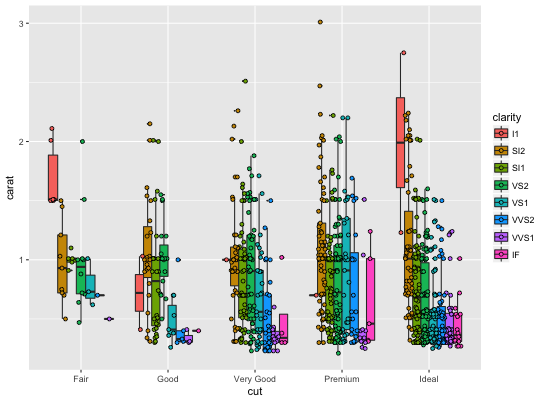 3
2
1
carat
Fair
Good
Very Good
Premium
Ideal
cut
clarity
I1
SI2
SI1
VS2
VS1
VVS2
VVS1
IF